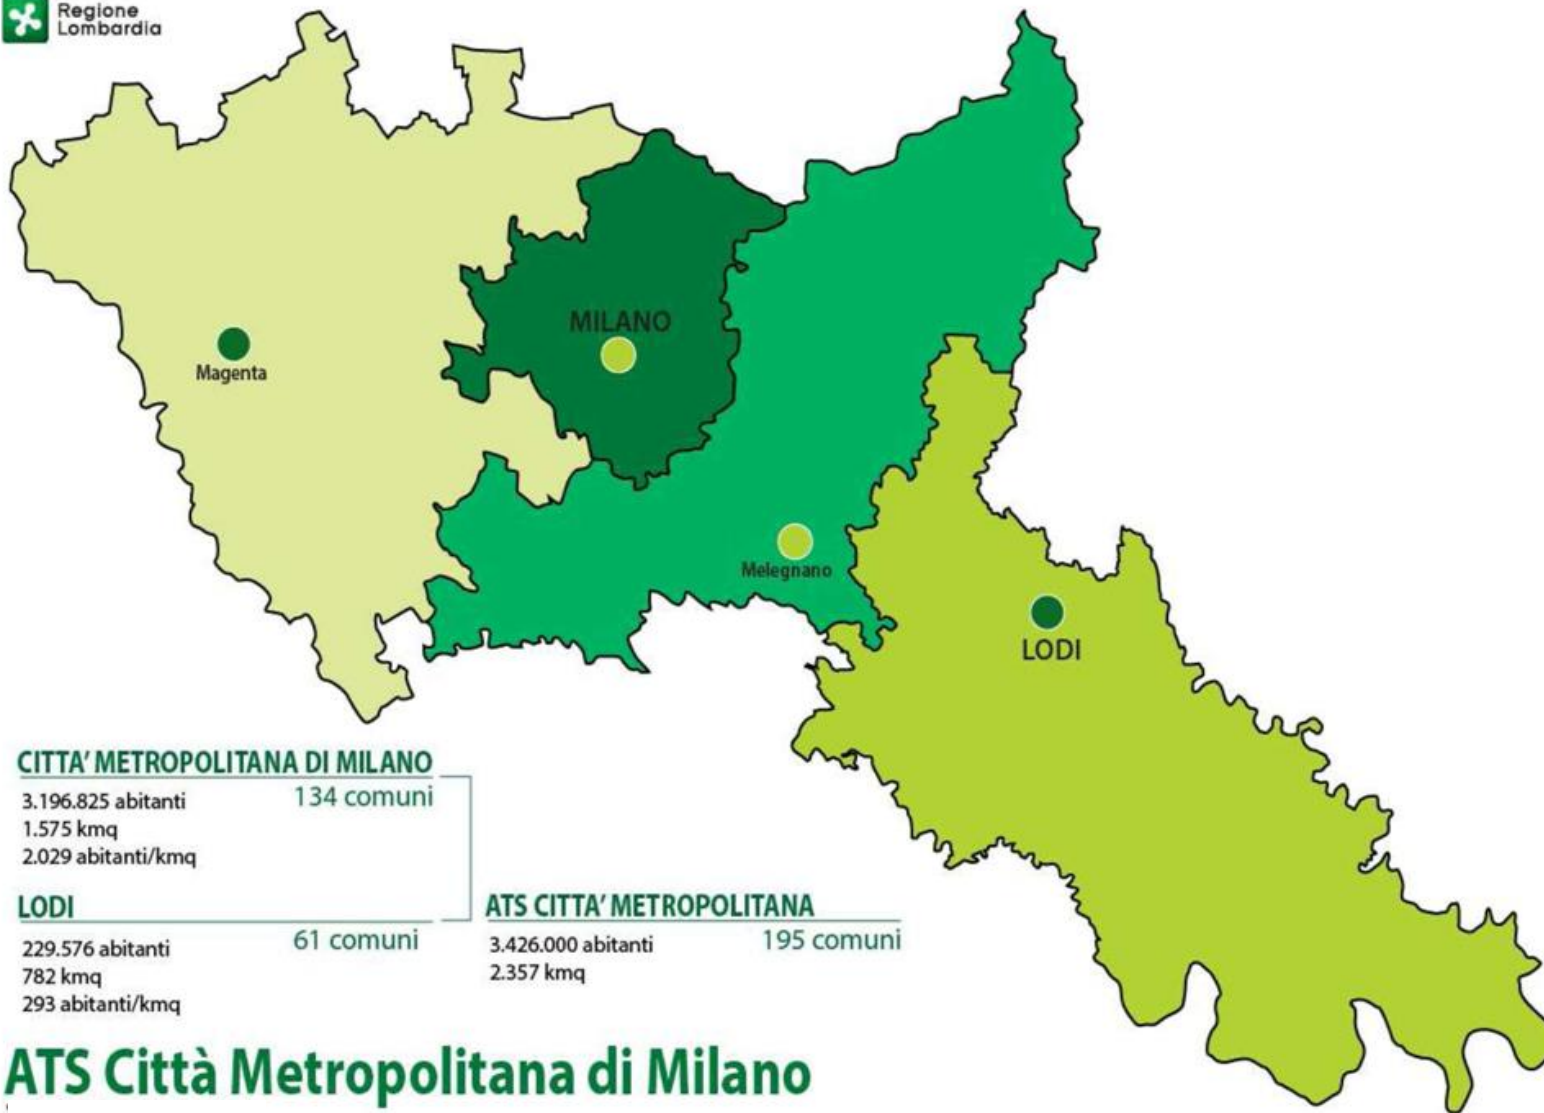 Regione
Lombardia
MILANO
Magenta
Melegnano
LODI
CITTA' METROPOLITANA DI MILANO
134 comuni
3.196.825 abitanti
1.575 kmq
2.029 abitanti/kmq
LODI
61 comuni
229.576 abitanti
782 kmq
293 abitanti/kmq
ATS CITTA' METROPOLITANA
195 comuni
3.426.000 abitanti
2.357 kmq
ATS Città Metropolitana di Milano